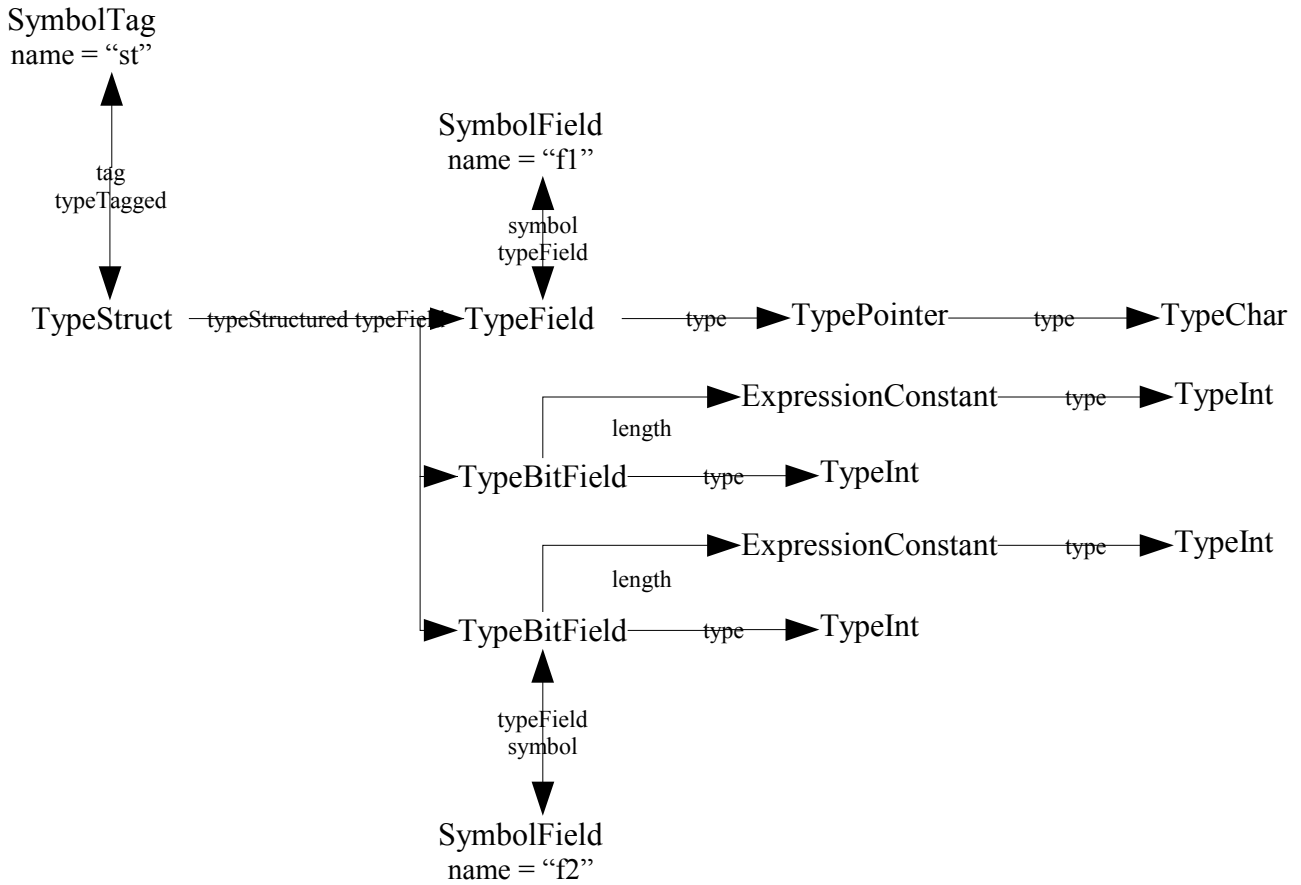 SymbolTag
name = “st”
SymbolField
name = “f1”
tag
typeTagged
symbol
typeField
TypeStruct typeStructured typeField TypeField type TypePointer type TypeChar
ExpressionConstant type TypeInt
length
TypeBitField type TypeInt
ExpressionConstant type TypeInt
length
TypeBitField type TypeInt
typeField
symbol
SymbolField
name = “f2”